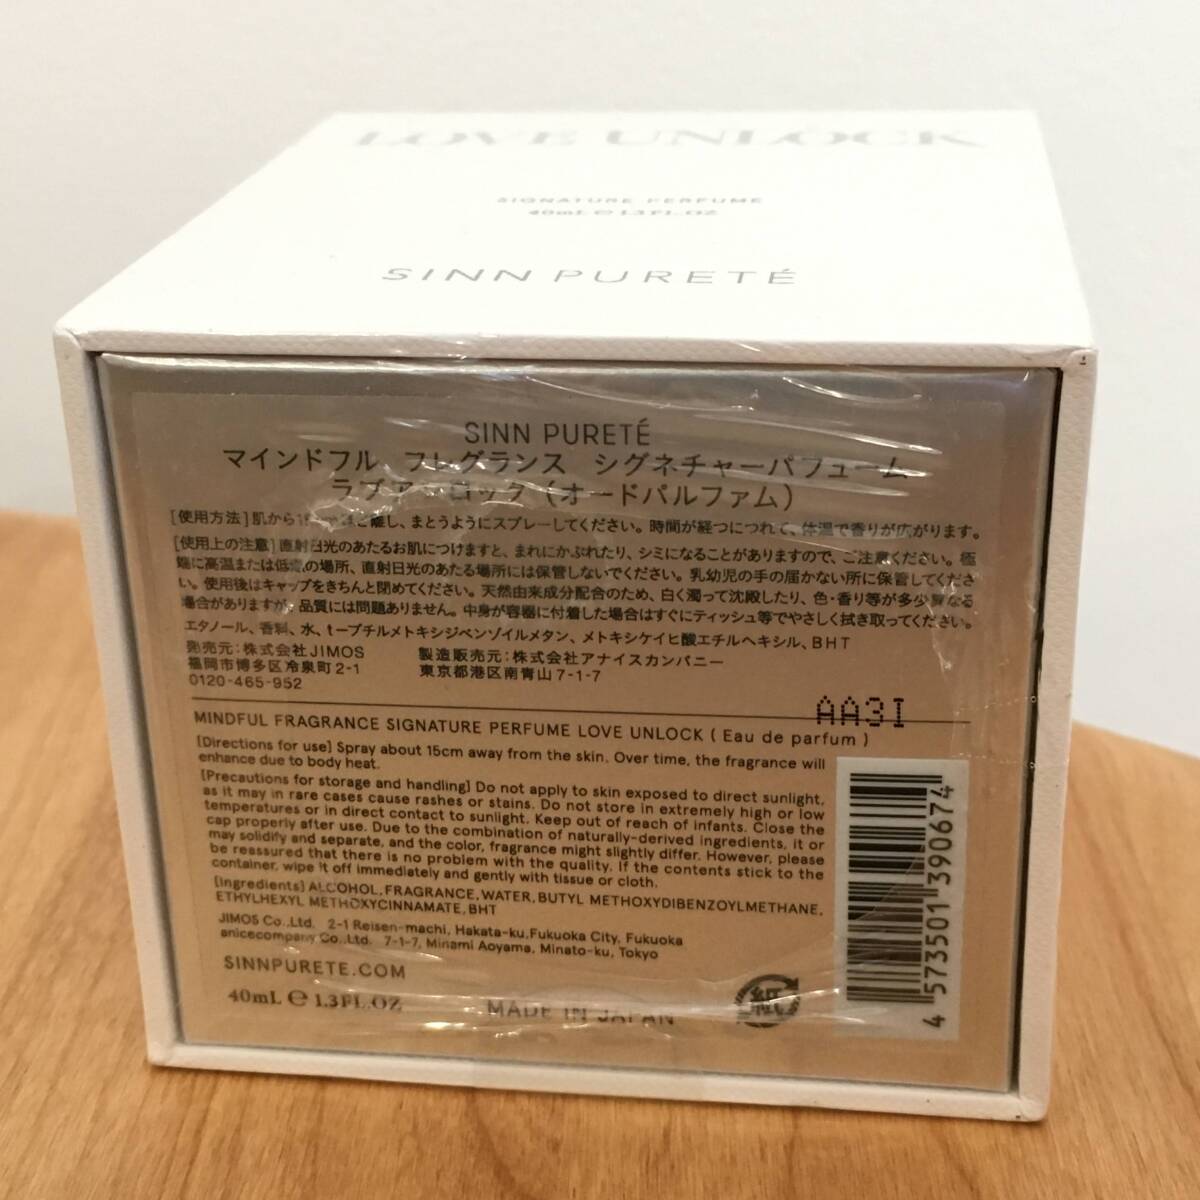 LOVE UNLOCK
SIGNATURE PERFUME
40mL ℮ 1.3FL.OZ
SINN PURETÉ
SINN PURETÉ
マインドフル フレグランス シグネチャーパフューム
ラブアンロック(オードパルファム)
[使用方法]肌から ほど離し、まとうようにスプレーしてください。時間が経つにつれて、体温で香りが広がります。
[使用上の注意]直射日光のあたるお肌につけますと、まれにかぶれたり、シミになることがありますので、ご注意ください。極
端に高温または低温の場所、直射日光のあたる場所には保管しないでください。乳幼児の手の届かない所に保管してくださ
い。使用後はキャップをきちんと閉めてください。天然由来成分配合のため、白く濁って沈殿したり、色・香り等が多少異なる
場合がありますが、品質には問題ありません。中身が容器に付着した場合はすぐにティッシュ等でやさしく拭き取ってください。
エタノール、香料、水、t-ブチルメトキシジベンゾイルメタン、メトキシケイヒ酸エチルヘキシル、BHT
発売元:株式会社JIMOS 製造販売元:株式会社アナイスカンパニー
福岡市博多区冷泉町2-1 東京都港区南青山7-1-7
0120-465-952
AA3I
MINDFUL FRAGRANCE SIGNATURE PERFUME LOVE UNLOCK ( Eau de parfum )
[Directions for use] Spray about 15cm away from the skin. Over time, the fragrance will
enhance due to body heat.
[Precautions for storage and handling] Do not apply to skin exposed to direct sunlight,
as it may in rare cases cause rashes or stains. Do not store in extremely high or low
temperatures or in direct contact to sunlight. Keep out of reach of infants. Close the
cap properly after use. Due to the combination of naturally-derived ingredients, it or
may solidify and separate, and the color, fragrance might slightly differ. However, please
be reassured that there is no problem with the quality. If the contents stick to the
container, wipe it off immediately and gently with tissue or cloth.
[Ingredients] ALCOHOL, FRAGRANCE, WATER, BUTYL METHOXYDIBENZOYLMETHANE,
ETHYLHEXYL METHOXYCINNAMATE, BHT
JIMOS Co.,Ltd. 2-1 Reisen-machi, Hakata-ku,Fukuoka City, Fukuoka
anicecompany Co.,Ltd. 7-1-7, Minami Aoyama, Minato-ku, Tokyo
SINNPURETE.COM
40mL ℮ 1.3FL.OZ
MADE IN JAPAN
紙
4 573501 390674